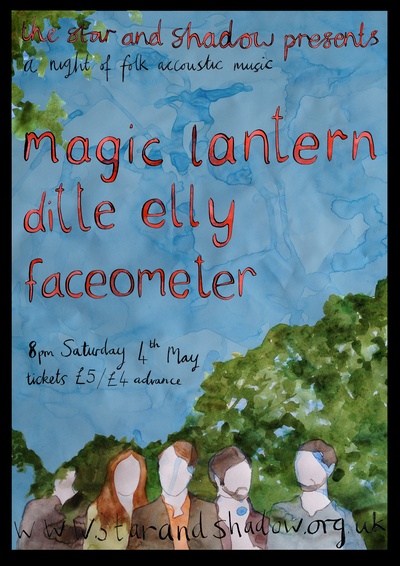 the star and shadow presents
a night of folk accoustic music
magic lantern
ditte elly
faceometer
8pm Saturday 4th May
tickets £5/£4 advance
www.starandshadow.org.uk